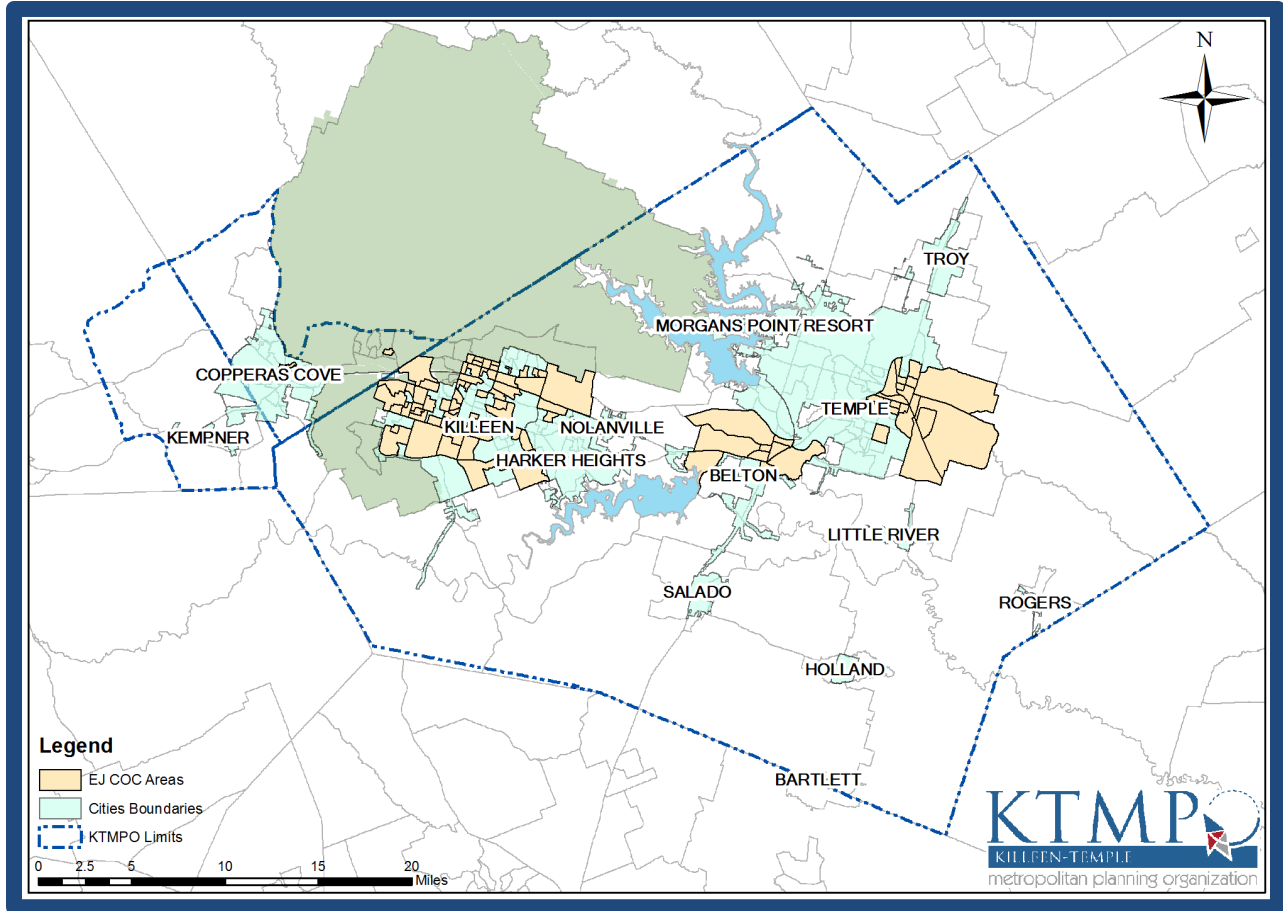 N
TROY
MORGANS POINT RESORT
COPPERAS COVE
TEMPLE
KILLEEN
NOLANVILLE
KEMPNER
HARKER HEIGHTS
BELTON
LITTLE RIVER
SALADO
ROGERS
HOLLAND
BARTLETT
Legend
EJ COC Areas
Cities Boundaries
KTMPO Limits
0 2.5 5 10 15 20
Miles
KTMPO
KILLEEN-TEMPLE
metropolitan planning organization